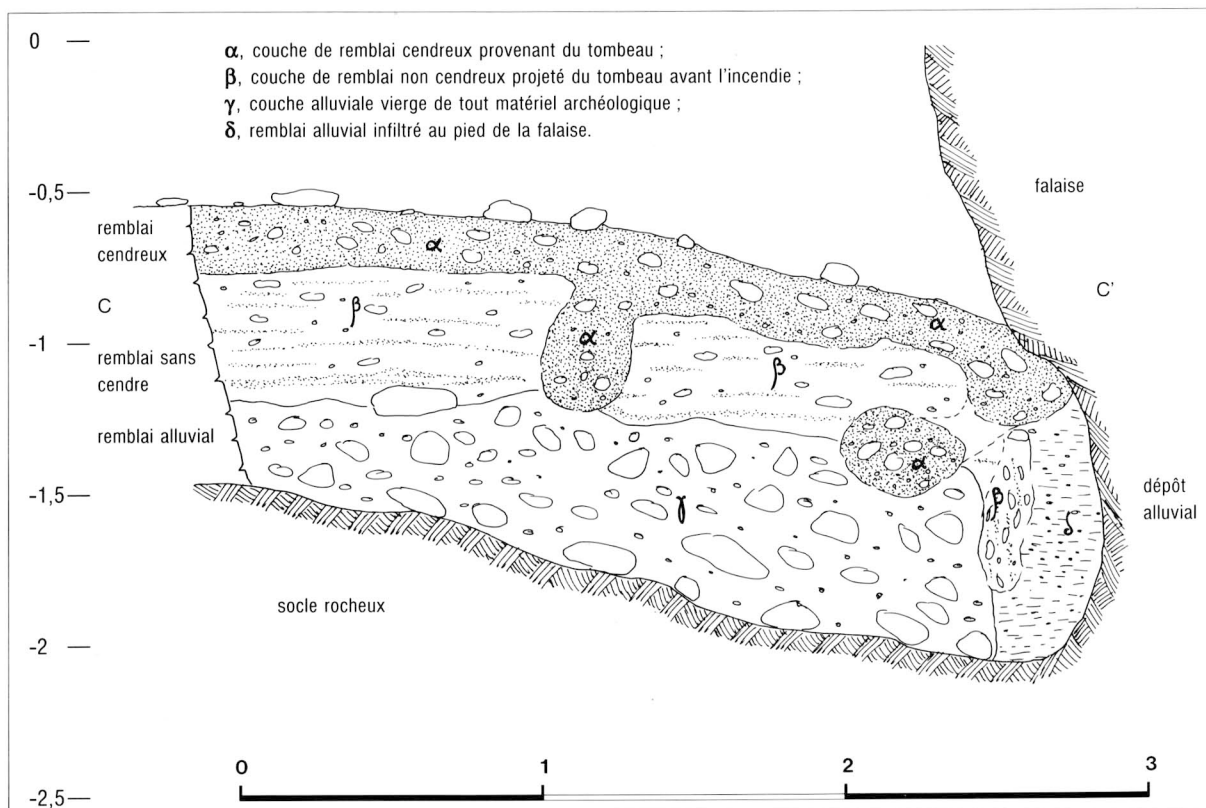 0 —
α, couche de remblai cendreux provenant du tombeau ;
β, couche de remblai non cendreux projeté du tombeau avant l'incendie ;
γ, couche alluviale vierge de tout matériel archéologique ;
δ, remblai alluvial infiltré au pied de la falaise.
-0,5—
falaise
remblai
cendreux
α
C
C'
β
α
α
-1 —
remblai sans
cendre
β
remblai alluvial
α
-1,5—
γ
β
δ
dépôt
alluvial
socle rocheux
-2 —
0
1
2
3
-2,5—